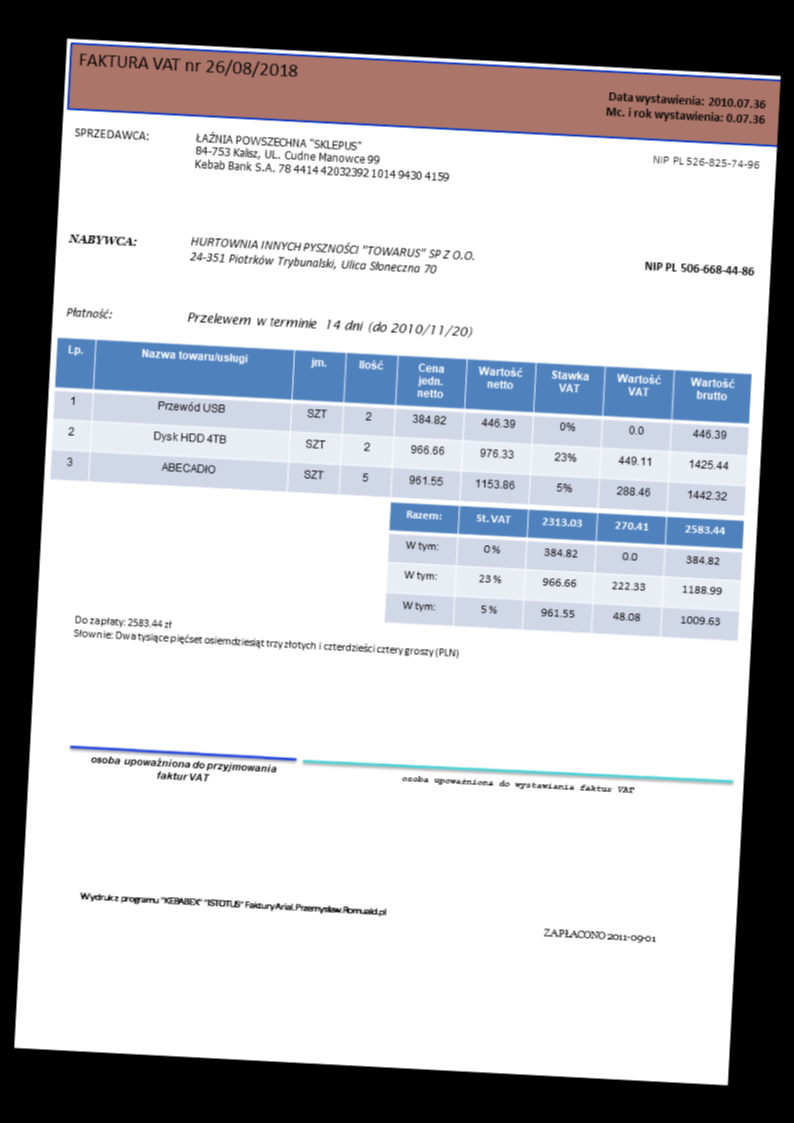 FAKTURA VAT nr 26/08/2018
Data wystawienia: 2010.07.36
Mc. i rok wystawienia: 0.07.36
SPRZEDAWCA: ŁAŹNIA POWSZECHNA "SKLEPUS" NIP PL 526-825-74-96
84-753 Kalisz, UL. Cudne Manowce 99
Kebab Bank S.A. 78 4414 42032392 1014 9430 4159
NABYWCA: HURTOWNIA INNYCH PYSZNOŚCI "TOWARUS" SP Z O.O. NIP PL 506-668-44-86
24-351 Piotrków Trybunalski, Ulica Słoneczna 70
Płatność: Przelewem w terminie 14 dni (do 2010/11/20)
Lp. Nazwa towaru/usługi jm. Ilość Cena jedn. netto Wartość netto Stawka VAT Wartość VAT Wartość brutto
1 Przewód USB SZT 2 384.82 446.39 0% 0.0 446.39
2 Dysk HDD 4TB SZT 2 966.66 976.33 23% 449.11 1425.44
3 ABECADIO SZT 5 961.55 1153.86 5% 288.46 1442.32
Razem: St. VAT 2313.03 270.41 2583.44
W tym: 0% 384.82 0.0 384.82
W tym: 23% 966.66 222.33 1188.99
W tym: 5% 961.55 48.08 1009.63
Do zapłaty: 2583.44 zł
Słownie: Dwa tysiące pięćset osiemdziesiąt trzy złotych i czterdzieści cztery groszy (PLN)
osoba upoważniona do przyjmowania
faktur VAT
osoba upoważniona do wystawiania faktur VAT
Wydruk z programu "KEBABEX" "ISTOTUS" Faktury Arial.Przemysław.Romuald.pl
ZAPŁACONO 2011-09-01